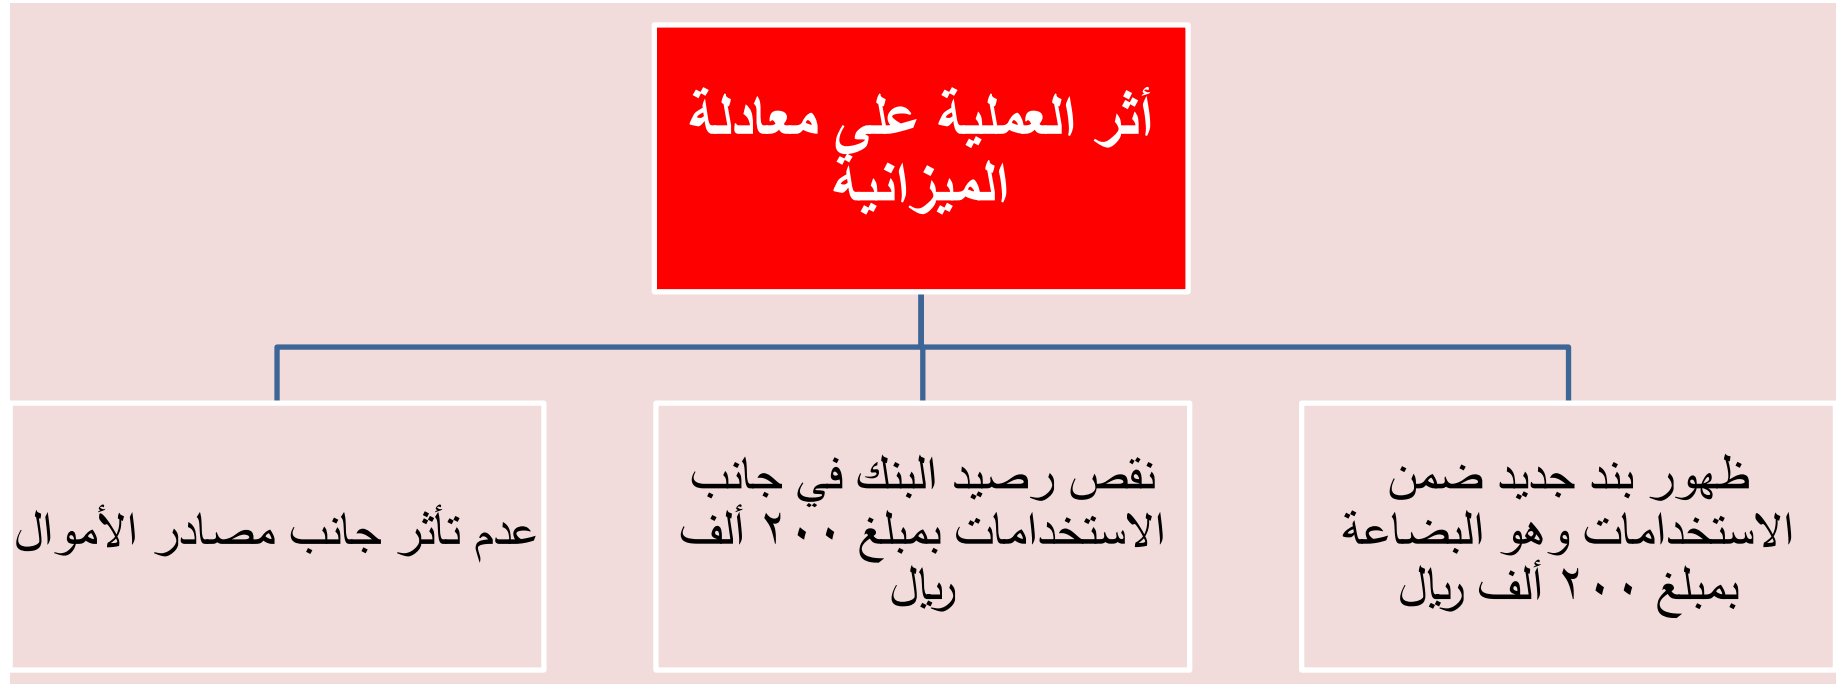 أثر العملية علي معادلة
الميزانية
ظهور بند جديد ضمن
الاستخدامات وهو البضاعة
بمبلغ ٢٠٠ ألف ريال
نقص رصيد البنك في جانب
الاستخدامات بمبلغ ٢٠٠ ألف
ريال
عدم تأثر جانب مصادر الأموال